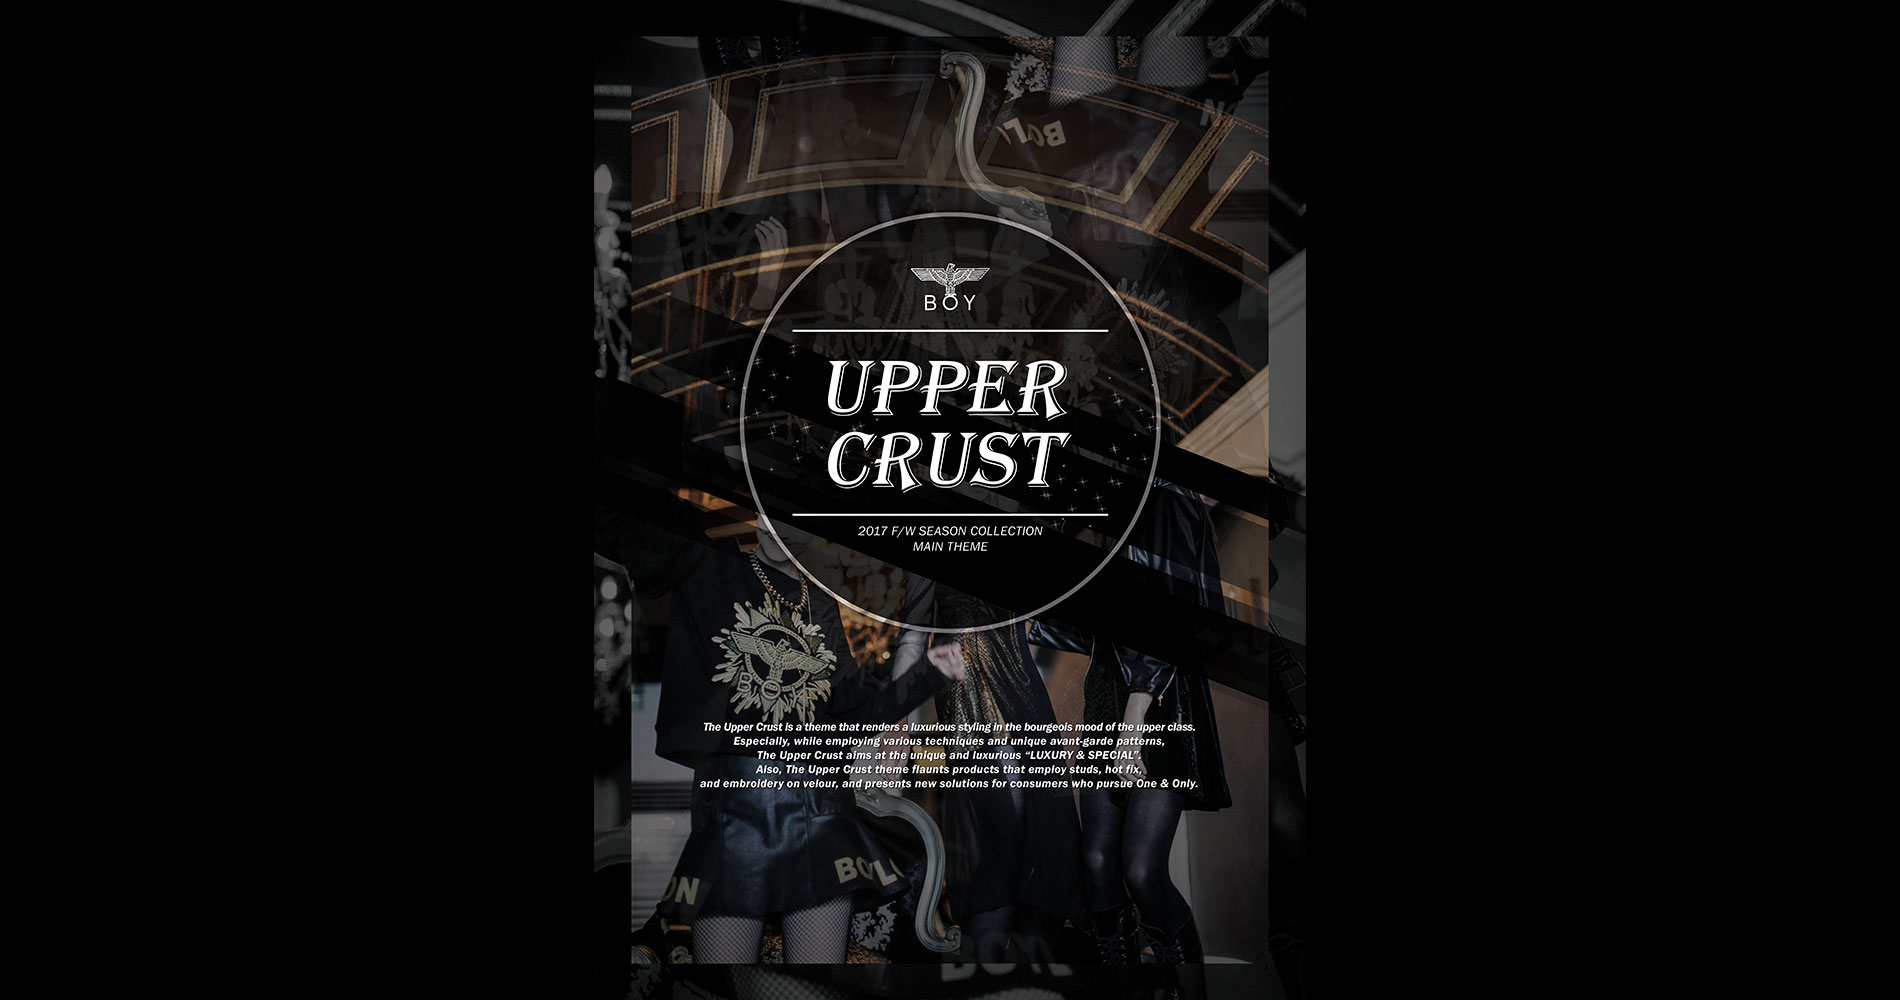 BOY
UPPER
CRUST
2017 F/W SEASON COLLECTION
MAIN THEME
BOY
The Upper Crust is a theme that renders a luxurious styling in the bourgeois mood of the upper class.
Especially, while employing various techniques and unique avant-garde patterns,
The Upper Crust aims at the unique and luxurious “LUXURY & SPECIAL”.
Also, The Upper Crust theme flaunts products that employ studs, hot fix,
and embroidery on velour, and presents new solutions for consumers who pursue One & Only.